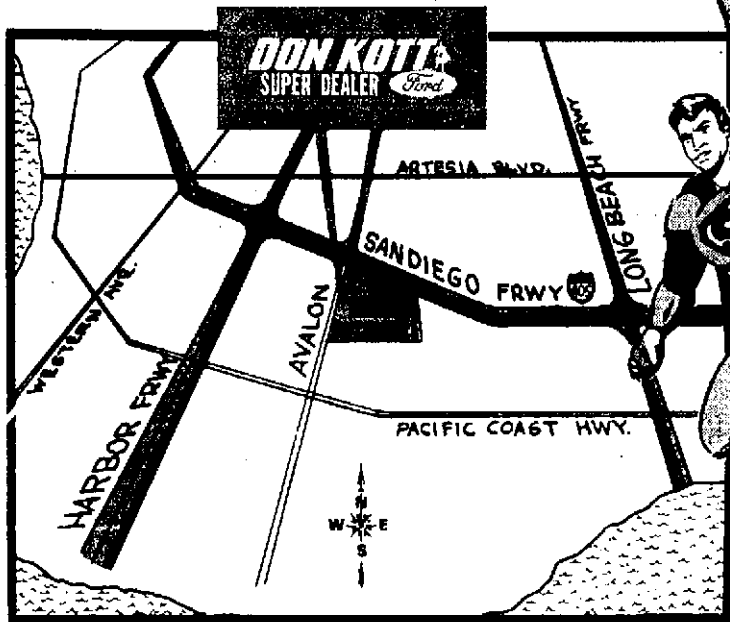 DON KOTT
SUPER DEALER Ford
ARTESIA BLVD.
LONG BEACH FRWY
SANDIEGO FRWY 405
WESTERN AVE.
HARBOR FRWY
AVALON
PACIFIC COAST HWY.
N
W E
S